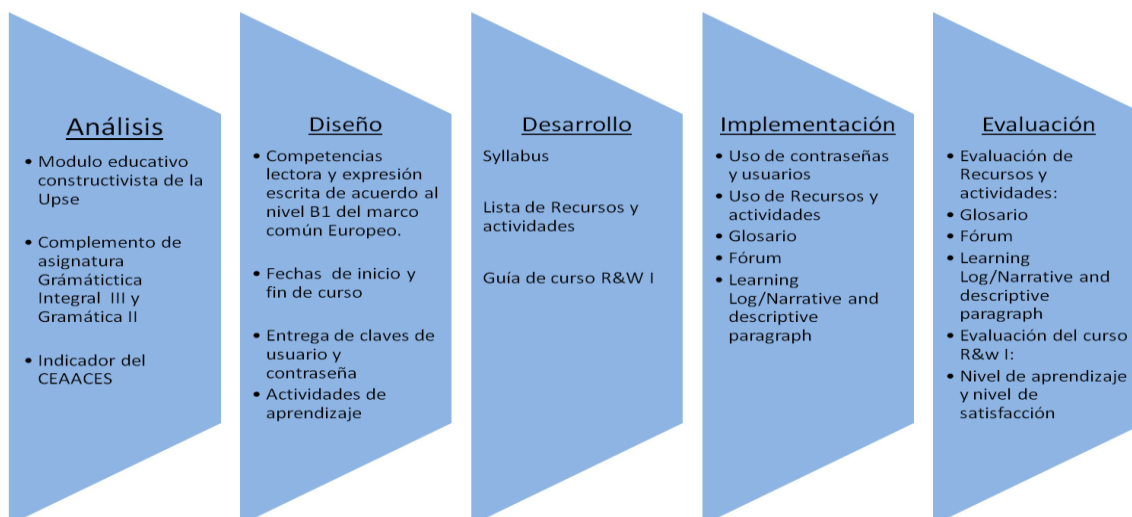 Análisis
• Modulo educativo
constructivista de la
Upse
• Complemento de
asignatura
Grámátictica
Integral III y
Gramática II
• Indicador del
CEAACES
Diseño
• Competencias
lectora y expresión
escrita de acuerdo al
nivel B1 del marco
común Europeo.
• Fechas de inicio y
fin de curso
• Entrega de claves de
usuario y
contraseña
• Actividades de
aprendizaje
Desarrollo
Syllabus
Lista de Recursos y
actividades
Guía de curso R&W I
Implementación
• Uso de contraseñas
y usuarios
• Uso de Recursos y
actividades
• Glosario
• Fórum
• Learning
Log/Narrative and
descriptive
paragraph
Evaluación
• Evaluación de
Recursos y
actividades:
• Glosario
• Fórum
• Learning
Log/Narrative and
descriptive
paragraph
• Evaluación del curso
R&w I:
• Nivel de aprendizaje
y nivel de
satisfacción